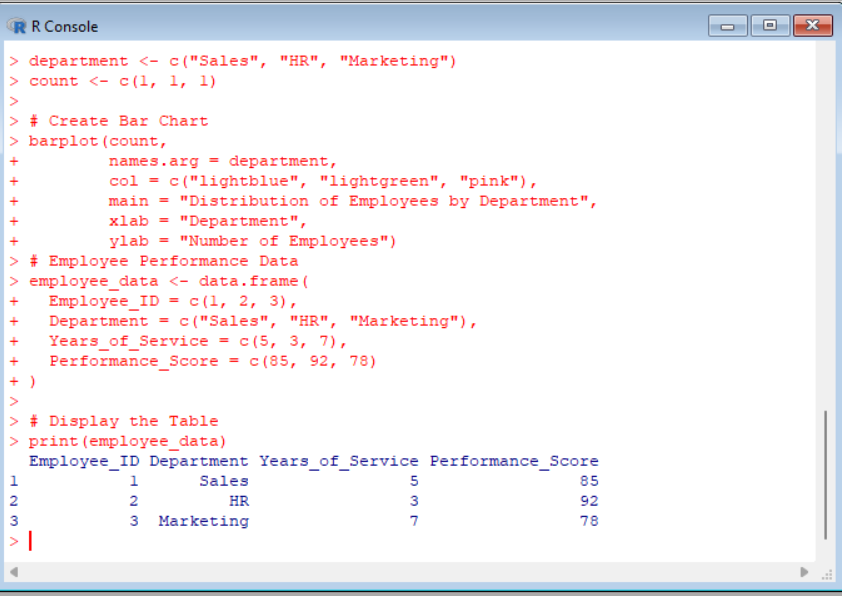 R Console
> department <- c("Sales", "HR", "Marketing")
> count <- c(1, 1, 1)
>
> # Create Bar Chart
> barplot(count,
+         names.arg = department,
+         col = c("lightblue", "lightgreen", "pink"),
+         main = "Distribution of Employees by Department",
+         xlab = "Department",
+         ylab = "Number of Employees")
> # Employee Performance Data
> employee_data <- data.frame(
+   Employee_ID = c(1, 2, 3),
+   Department = c("Sales", "HR", "Marketing"),
+   Years_of_Service = c(5, 3, 7),
+   Performance_Score = c(85, 92, 78)
+ )
>
> # Display the Table
> print(employee_data)
  Employee_ID Department Years_of_Service Performance_Score
1           1      Sales                5                85
2           2         HR                3                92
3           3  Marketing                7                78
>